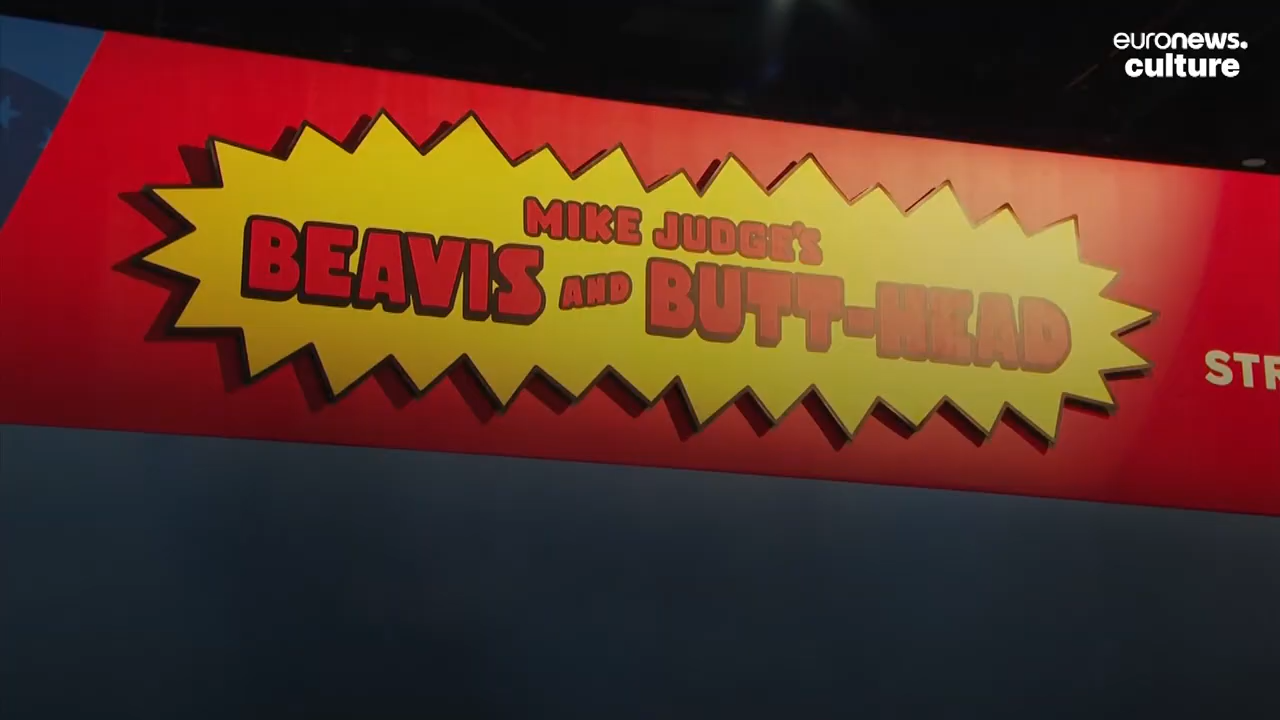 euronews.
culture
MIKE JUDGE'S
BEAVIS AND BUTT-HEAD
STR